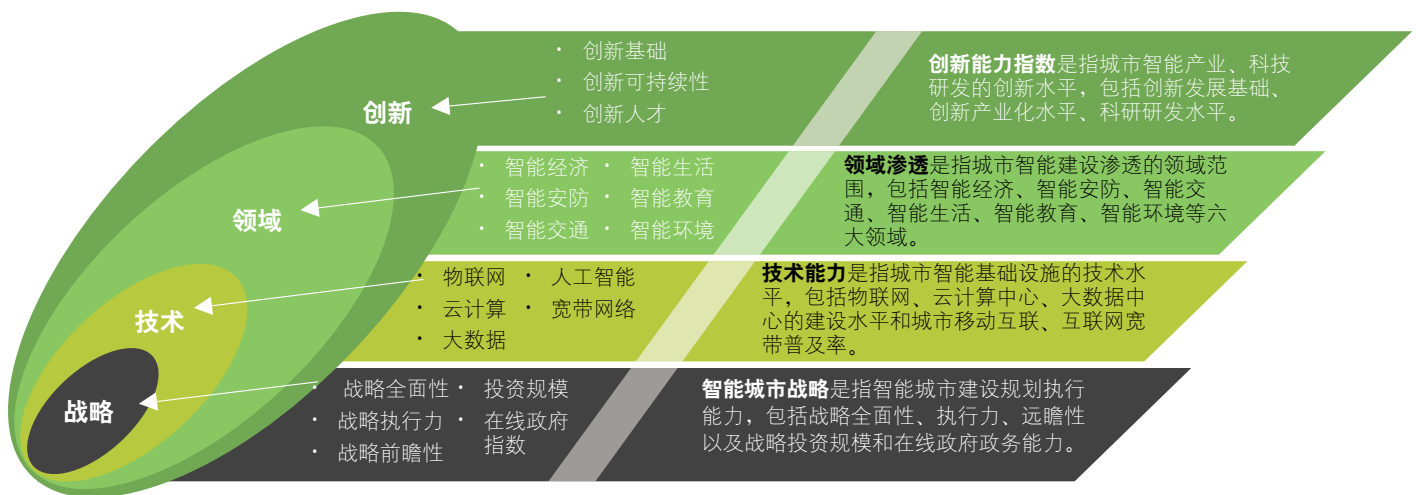 创新
· 创新基础
· 创新可持续性
· 创新人才
创新能力指数是指城市智能产业、科技
研发的创新水平，包括创新发展基础、
创新产业化水平、科研研发水平。
领域
· 智能经济 · 智能生活
· 智能安防 · 智能教育
· 智能交通 · 智能环境
领域渗透是指城市智能建设渗透的领域范
围，包括智能经济、智能安防、智能交
通、智能生活、智能教育、智能环境等六
大领域。
技术
· 物联网 · 人工智能
· 云计算 · 宽带网络
· 大数据
技术能力是指城市智能基础设施的技术水
平，包括物联网、云计算中心、大数据中
心的建设水平和城市移动互联、互联网宽
带普及率。
战略
· 战略全面性 · 投资规模
· 战略执行力 · 在线政府
指数
· 战略前瞻性
智能城市战略是指智能城市建设规划执行
能力，包括战略全面性、执行力、远瞻性
以及战略投资规模和在线政府政务能力。